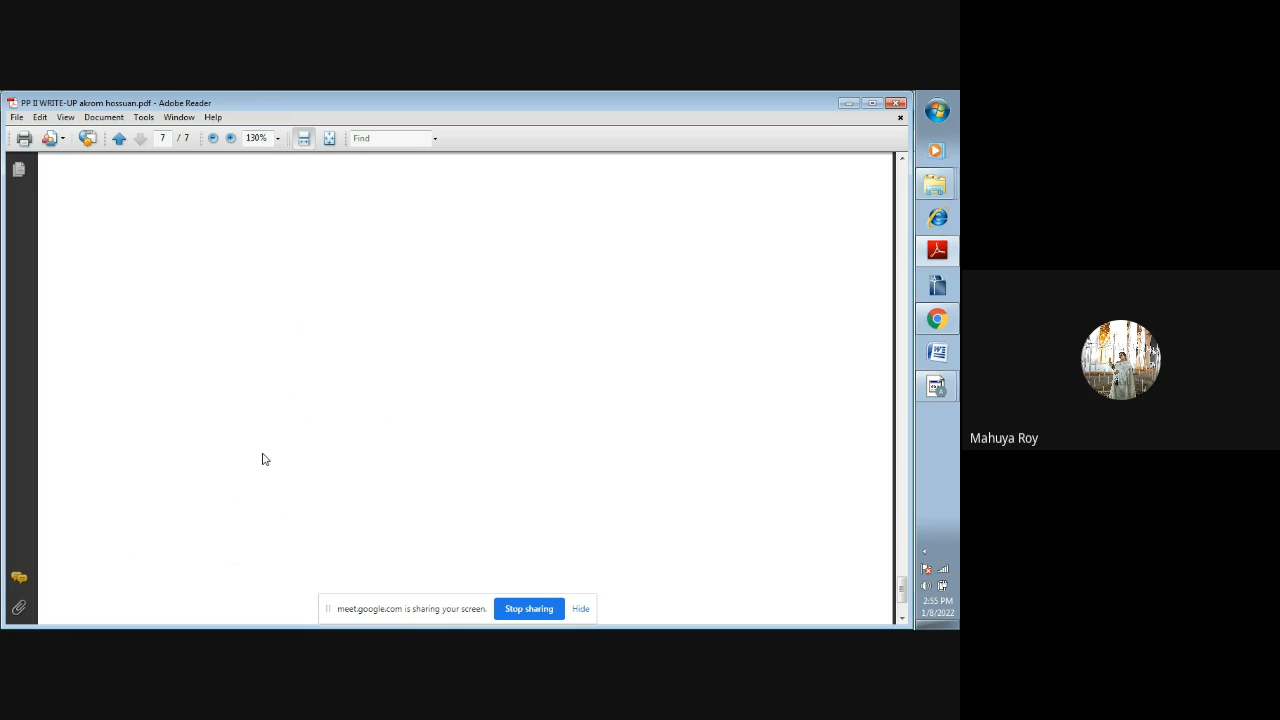 PP II WRITE-UP akrom hossuan.pdf - Adobe Reader
File Edit View Document Tools Window Help
7 / 7 130% Find
Mahuya Roy
meet.google.com is sharing your screen. Stop sharing Hide
2:55 PM
1/8/2022